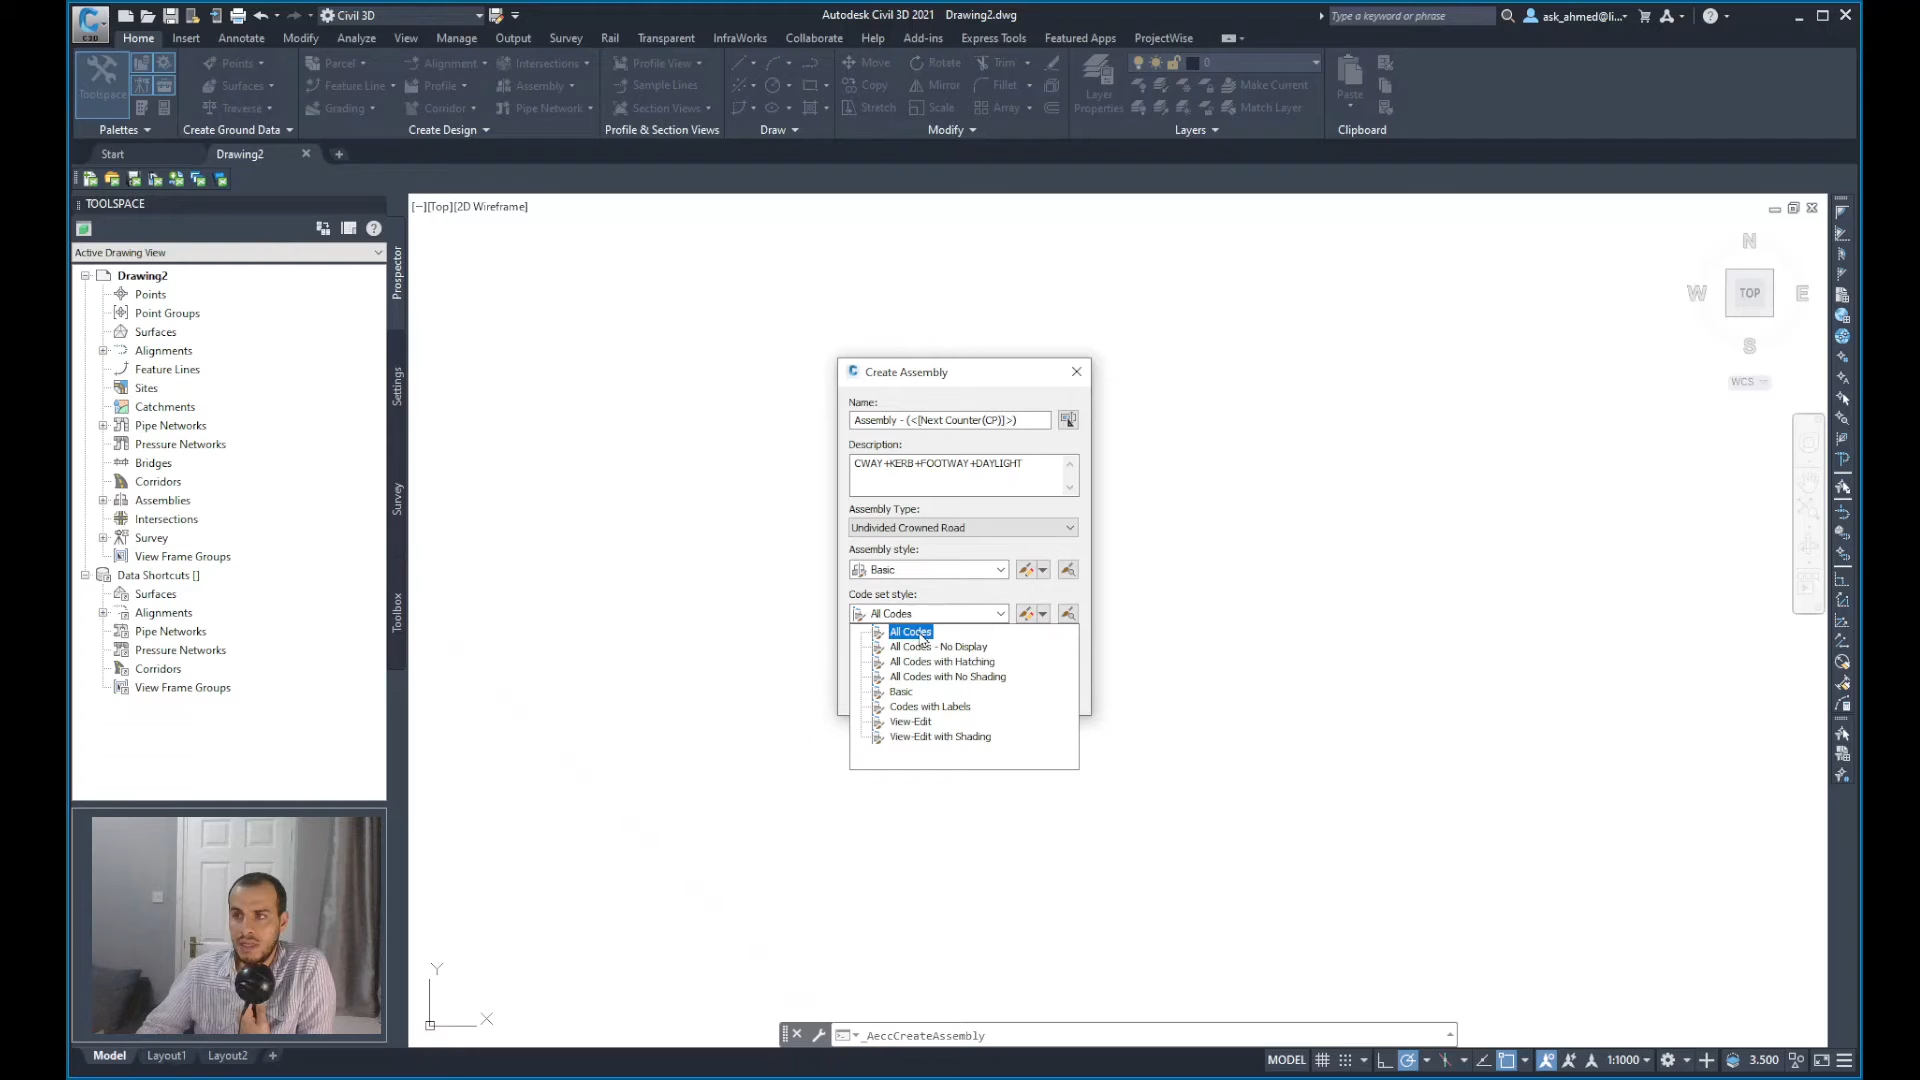 C3D
Civil 3D
Autodesk Civil 3D 2021 Drawing2.dwg
Type a keyword or phrase
ask_ahmed@li...
Home Insert Annotate Modify Analyze View Manage Output Survey Rail Transparent InfraWorks Collaborate Help Add-ins Express Tools Featured Apps ProjectWise
Toolspace
Points
Surfaces
Traverse
Parcel
Feature Line
Grading
Alignment
Profile
Corridor
Intersections
Assembly
Pipe Network
Profile View
Sample Lines
Section Views
Move
Copy
Stretch
Rotate
Mirror
Scale
Trim
Fillet
Array
Layer
Properties
0
Make Current
Match Layer
Paste
Palettes Create Ground Data Create Design Profile & Section Views Draw Modify Layers Clipboard
Start Drawing2
TOOLSPACE
Active Drawing View
Drawing2
Points
Point Groups
Surfaces
Alignments
Feature Lines
Sites
Catchments
Pipe Networks
Pressure Networks
Bridges
Corridors
Assemblies
Intersections
Survey
View Frame Groups
Data Shortcuts []
Surfaces
Alignments
Pipe Networks
Pressure Networks
Corridors
View Frame Groups
Prospector
Settings
Survey
Toolbox
[−][Top][2D Wireframe]
N
W TOP E
S
WCS
Create Assembly
Name:
Assembly - (<[Next Counter(CP)]>)
Description:
CWAY+KERB+FOOTWAY+DAYLIGHT
Assembly Type:
Undivided Crowned Road
Assembly style:
Basic
Code set style:
All Codes
All Codes
All Codes - No Display
All Codes with Hatching
All Codes with No Shading
Basic
Codes with Labels
View-Edit
View-Edit with Shading
Y
X
_AeccCreateAssembly
Model Layout1 Layout2
MODEL 1:1000 3.500